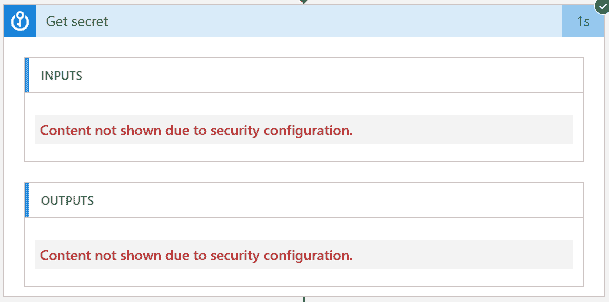 Get secret 1s
INPUTS
Content not shown due to security configuration.
OUTPUTS
Content not shown due to security configuration.